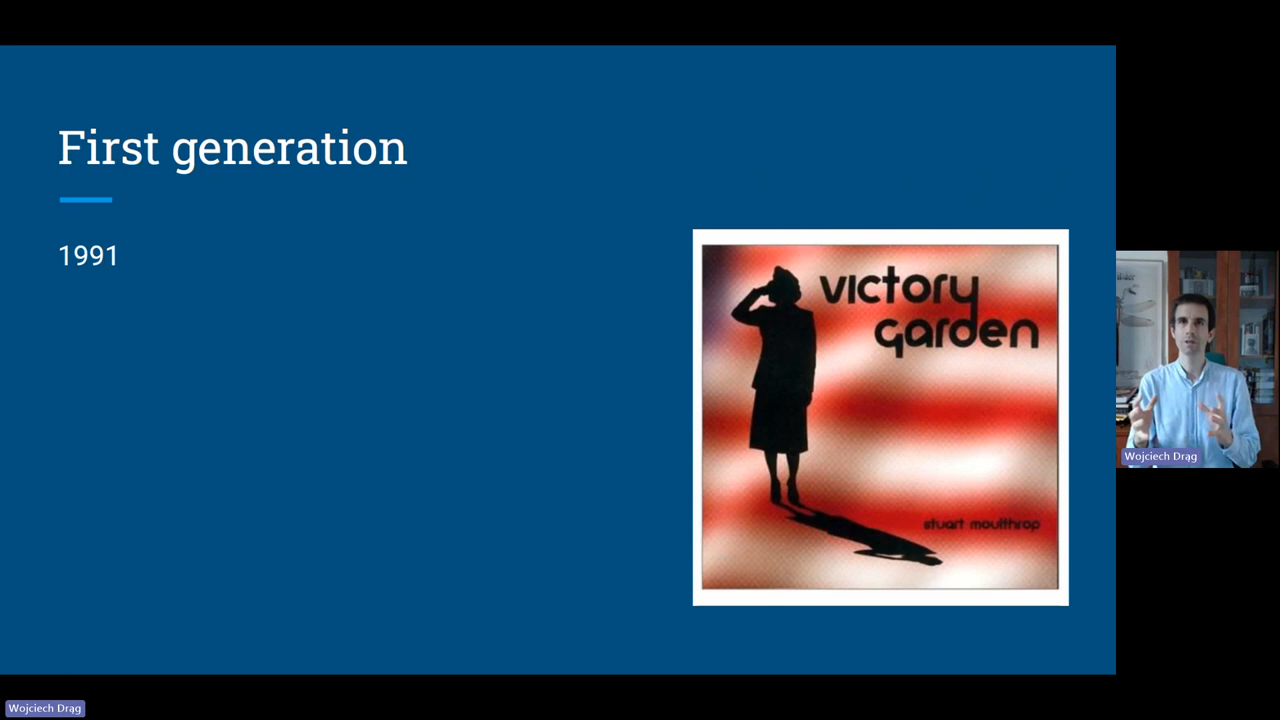 First generation
1991
victory
garden
stuart moulthrop
Wojciech Drąg
Wojciech Drąg